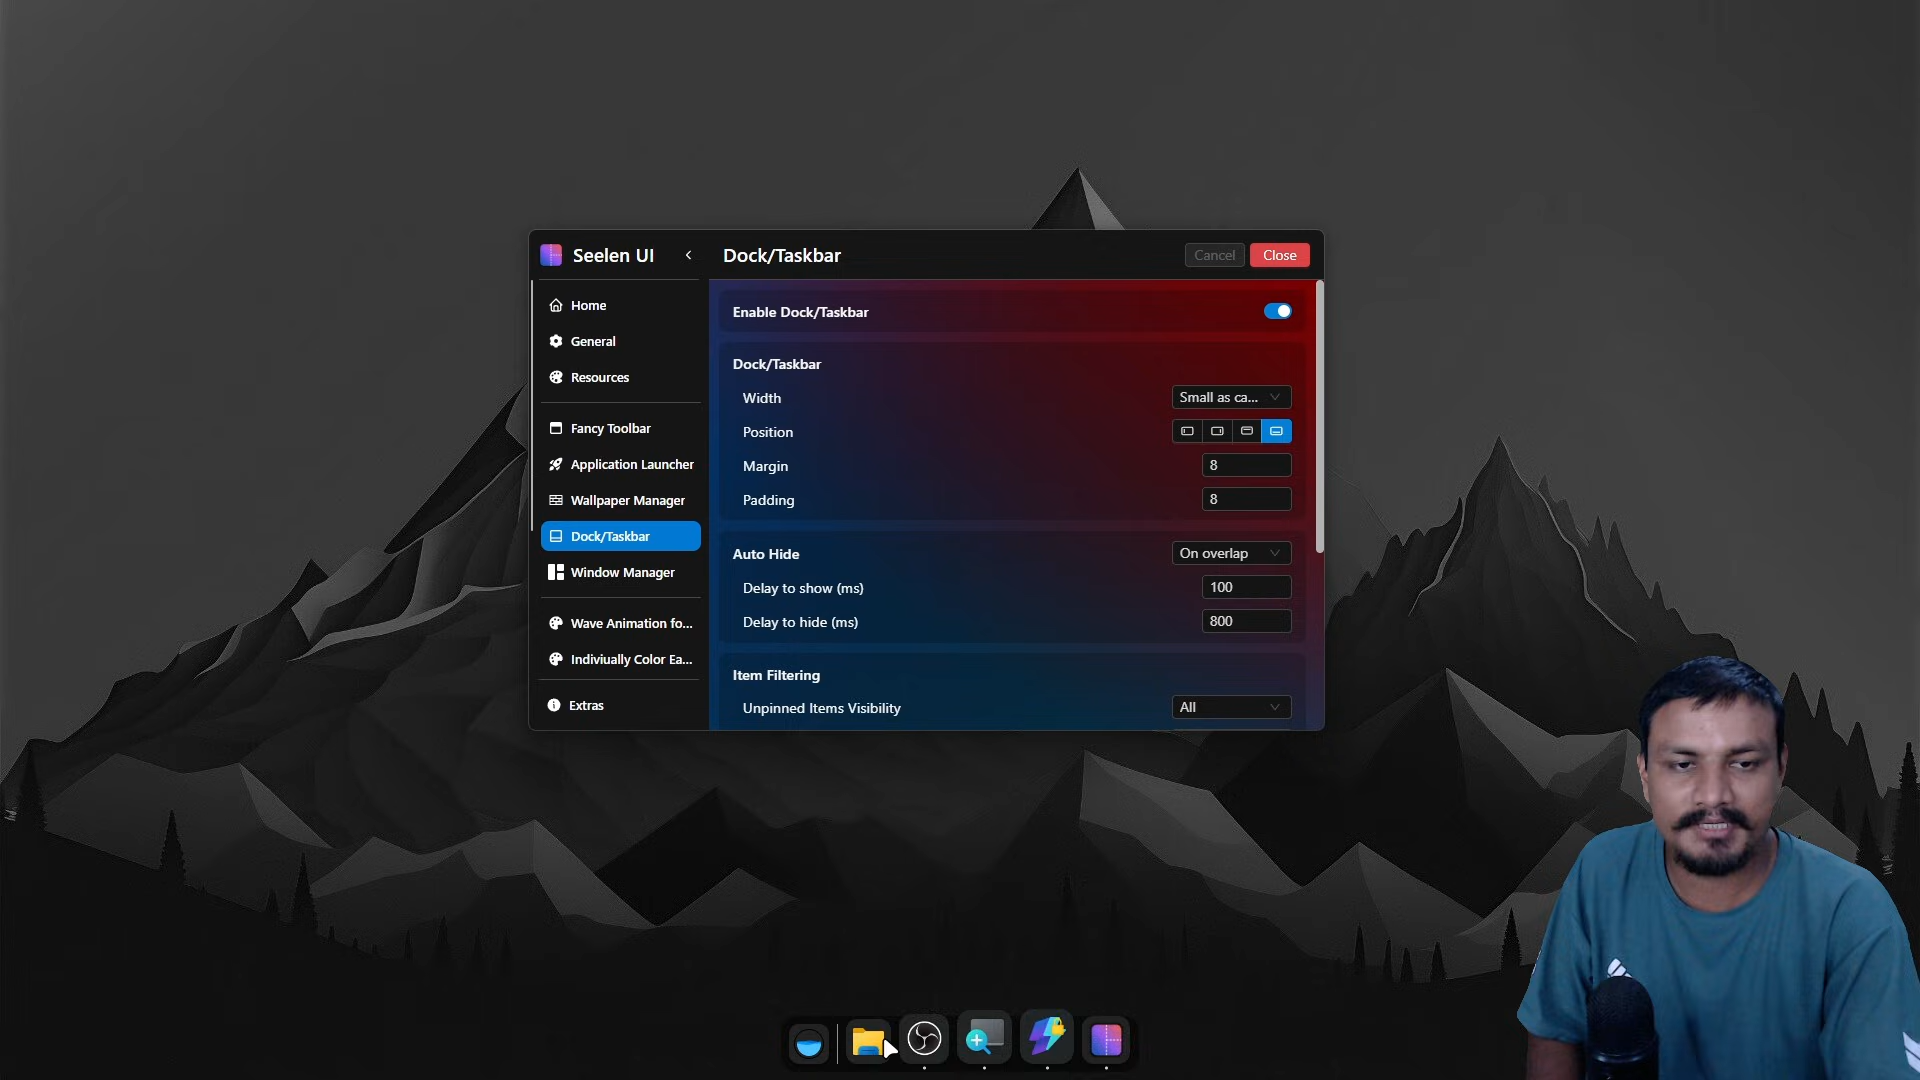 Seelen UI
Dock/Taskbar
Cancel
Close
Home
General
Resources
Fancy Toolbar
Application Launcher
Wallpaper Manager
Dock/Taskbar
Window Manager
Wave Animation fo...
Indiviually Color Ea...
Extras
Enable Dock/Taskbar
Dock/Taskbar
Width
Small as ca...
Position
Margin
8
Padding
8
Auto Hide
On overlap
Delay to show (ms)
100
Delay to hide (ms)
800
Item Filtering
Unpinned Items Visibility
All